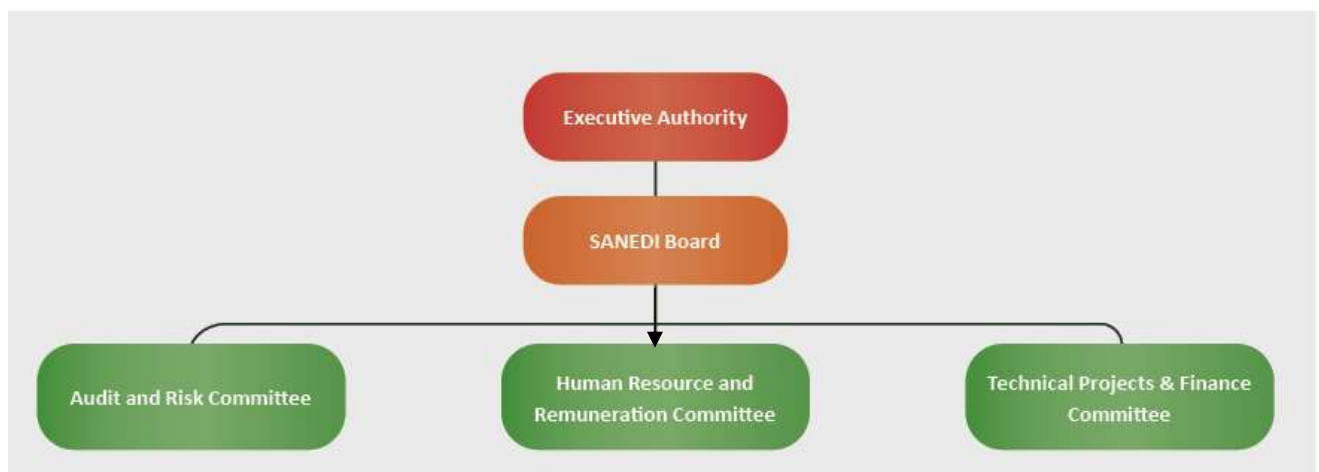 Executive Authority
SANEDI Board
Audit and Risk Committee
Human Resource and
Remuneration Committee
Technical Projects & Finance
Committee